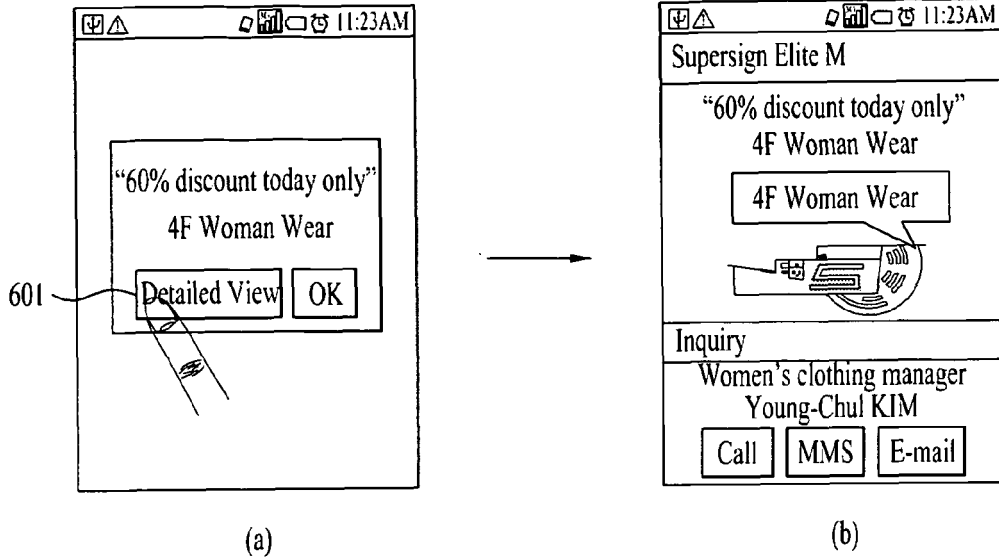 11:23AM
"60% discount today only"
4F Woman Wear
Detailed View
OK
601
(a)
11:23AM
Supersign Elite M
"60% discount today only"
4F Woman Wear
4F Woman Wear
Inquiry
Women's clothing manager
Young-Chul KIM
Call
MMS
E-mail
(b)